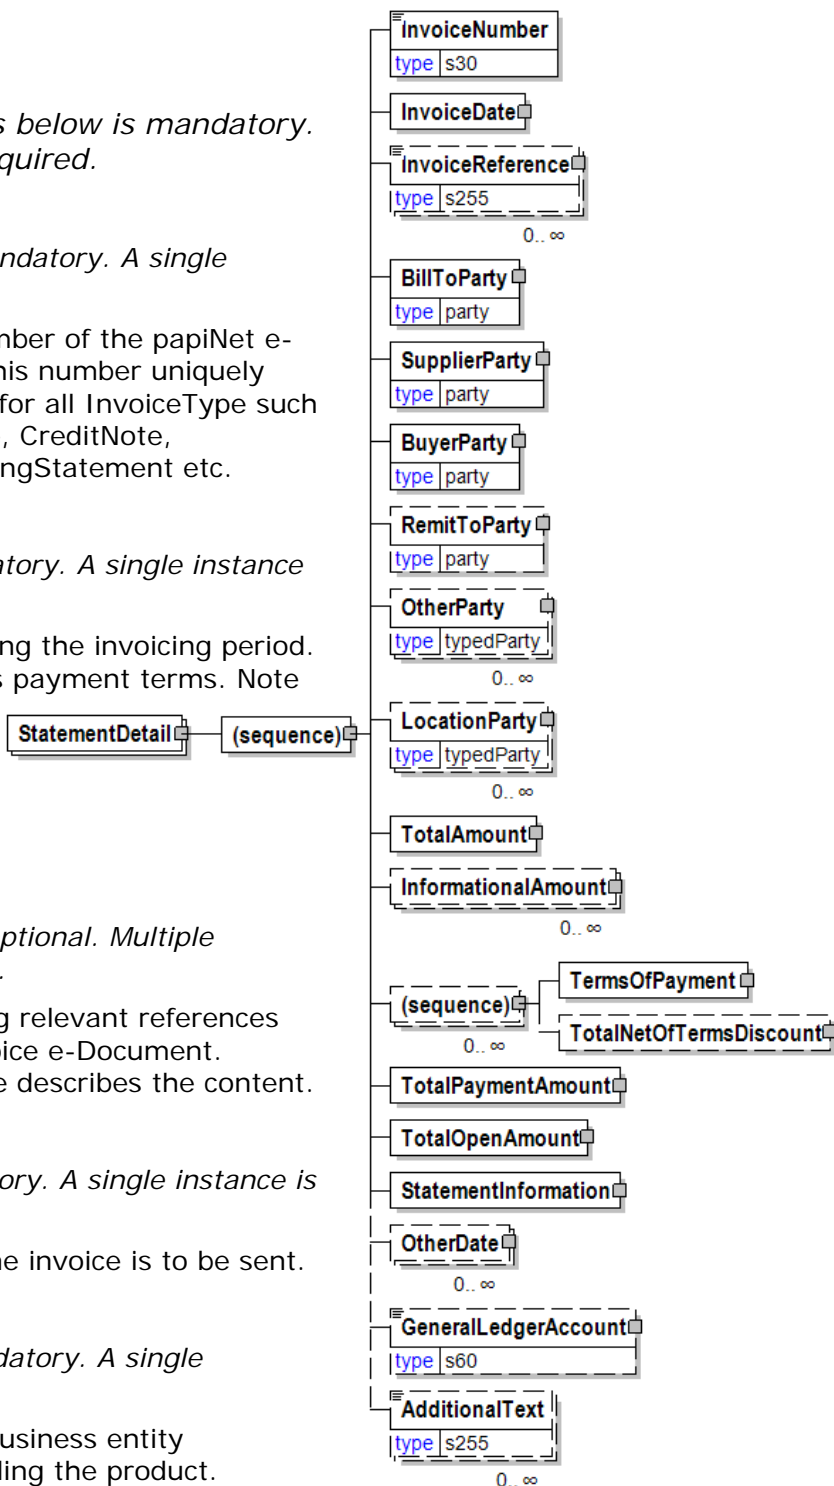 s below is mandatory.
quired.
ndatory. A single
mber of the papiNet e-
his number uniquely
for all InvoiceType such
, CreditNote,
ngStatement etc.
atory. A single instance
ing the invoicing period.
s payment terms. Note
StatementDetail
(sequence)
ptional. Multiple
.
g relevant references
oice e-Document.
e describes the content.
ory. A single instance is
ne invoice is to be sent.
datory. A single
usiness entity
ding the product.
InvoiceNumber
type s30
InvoiceDate
InvoiceReference
type s255
0.. ∞
BillToParty
type party
SupplierParty
type party
BuyerParty
type party
RemitToParty
type party
OtherParty
type typedParty
0.. ∞
LocationParty
type typedParty
0.. ∞
TotalAmount
InformationalAmount
0.. ∞
(sequence)
0.. ∞
TermsOfPayment
TotalNetOfTermsDiscount
TotalPaymentAmount
TotalOpenAmount
StatementInformation
OtherDate
0.. ∞
GeneralLedgerAccount
type s60
AdditionalText
type s255
0.. ∞